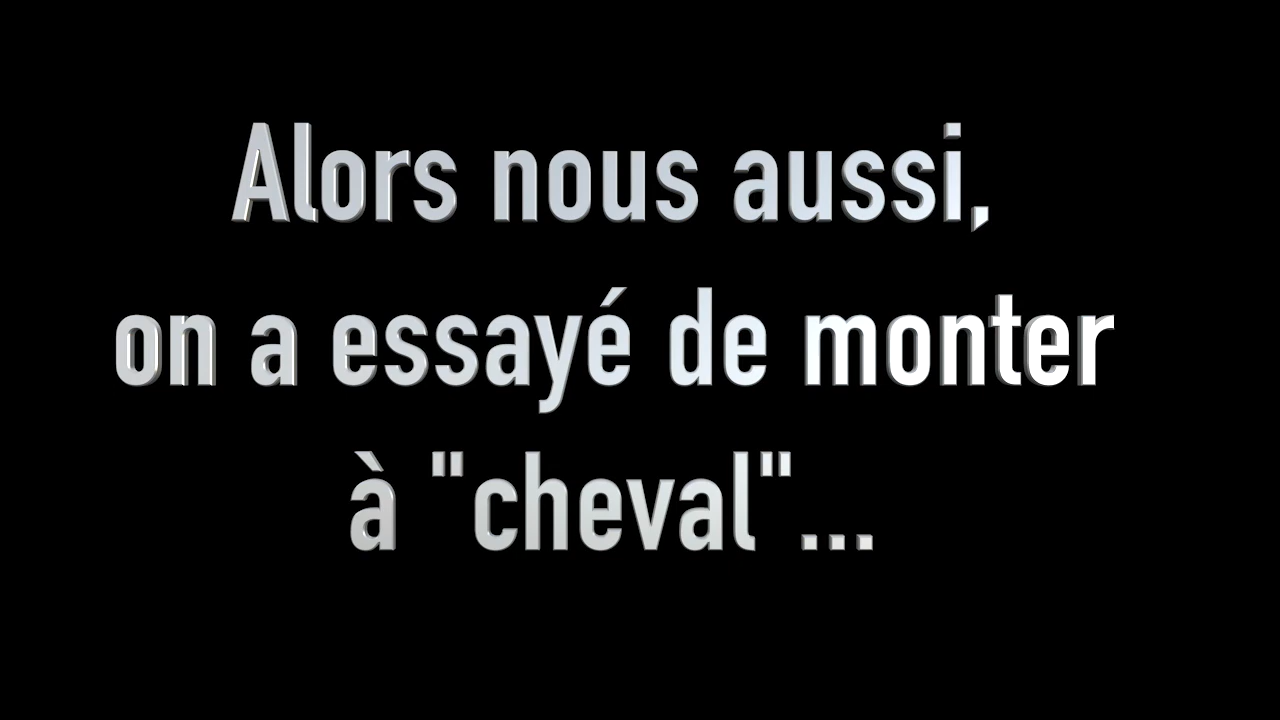 Alors nous aussi,
on a essayé de monter
à "cheval"...